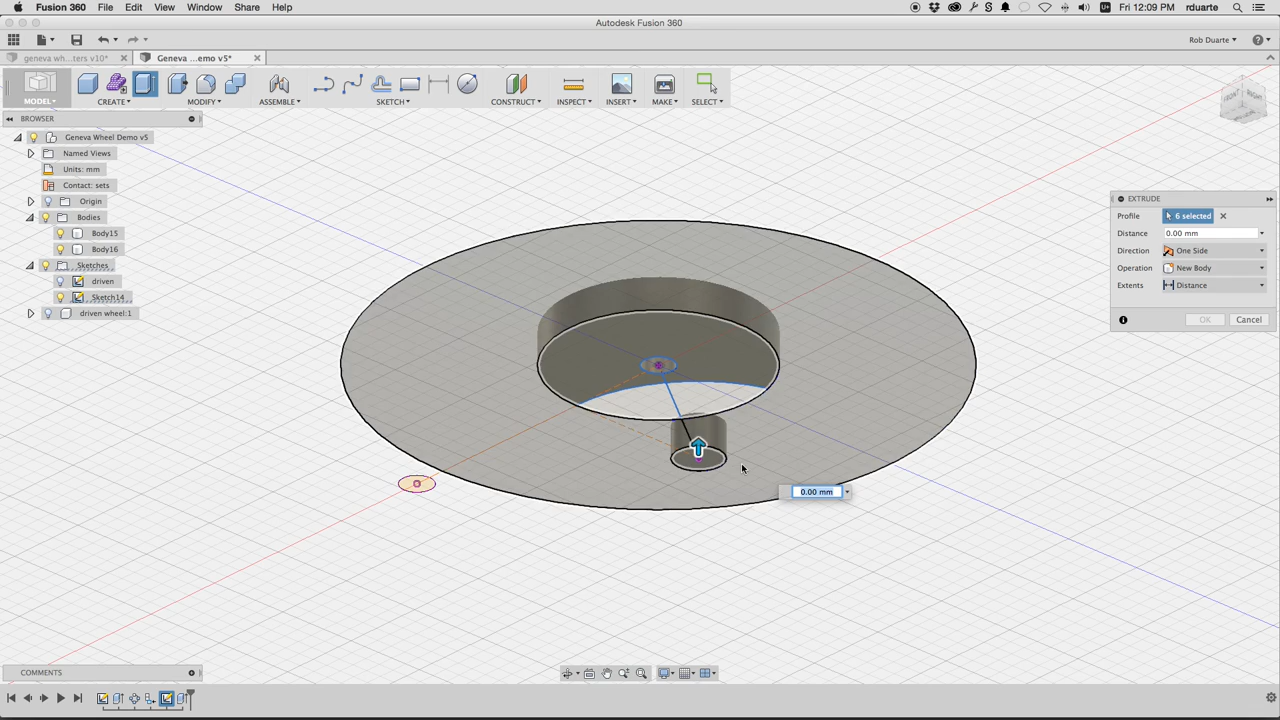 Fusion 360 File Edit View Window Share Help
Fri 12:09 PM rduarte
Autodesk Fusion 360
Rob Duarte
geneva wh...ters v10*
Geneva ...emo v5*
MODEL
CREATE
MODIFY
ASSEMBLE
SKETCH
CONSTRUCT
INSPECT
INSERT
MAKE
SELECT
BROWSER
Geneva Wheel Demo v5
Named Views
Units: mm
Contact: sets
Origin
Bodies
Body15
Body16
Sketches
driven
Sketch14
driven wheel:1
FRONT
RIGHT
EXTRUDE
Profile 6 selected
Distance 0.00 mm
Direction One Side
Operation New Body
Extents Distance
OK Cancel
0.00 mm
COMMENTS